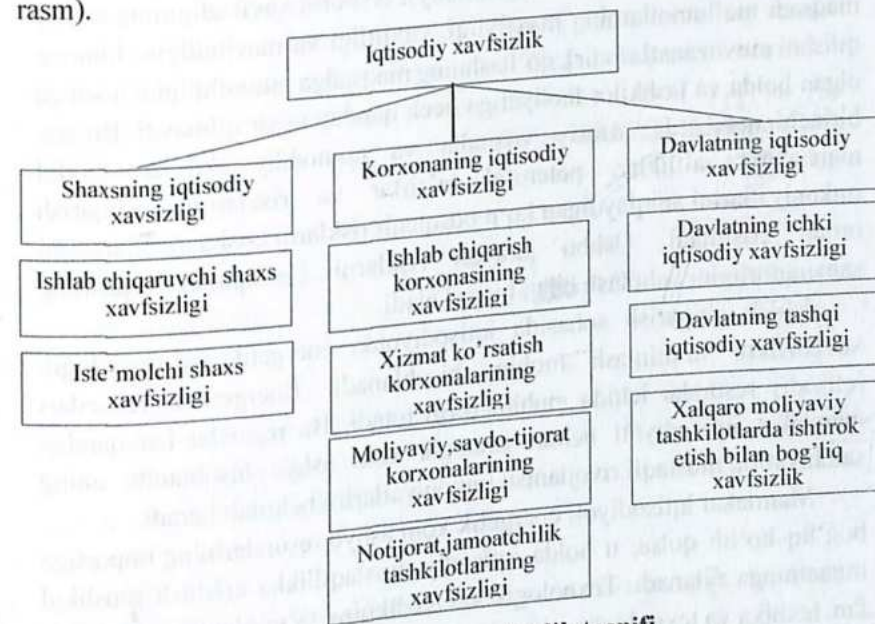 rasm).
Iqtisodiy xavfsizlik
Shaxsning iqtisodiy
xavsizligi
Ishlab chiqaruvchi shaxs
xavfsizligi
Iste’molchi shaxs
xavfsizligi
Korxonaning iqtisodiy
xavfsizligi
Ishlab chiqarish
korxonasining
xavfsizligi
Xizmat ko’rsatish
korxonalarining
xavfsizligi
Moliyaviy,savdo-tijorat
korxonalarining
xavfsizligi
Notijorat,jamoatchilik
tashkilotlarining
xavfsizligi
Davlatning iqtisodiy
xavfsizligi
Davlatning ichki
iqtisodiy xavfsizligi
Davlatning tashqi
iqtisodiy xavfsizligi
Xalqaro moliyaviy
tashkilotlarda ishtirok
etish bilan bog’liq
xavfsizlik